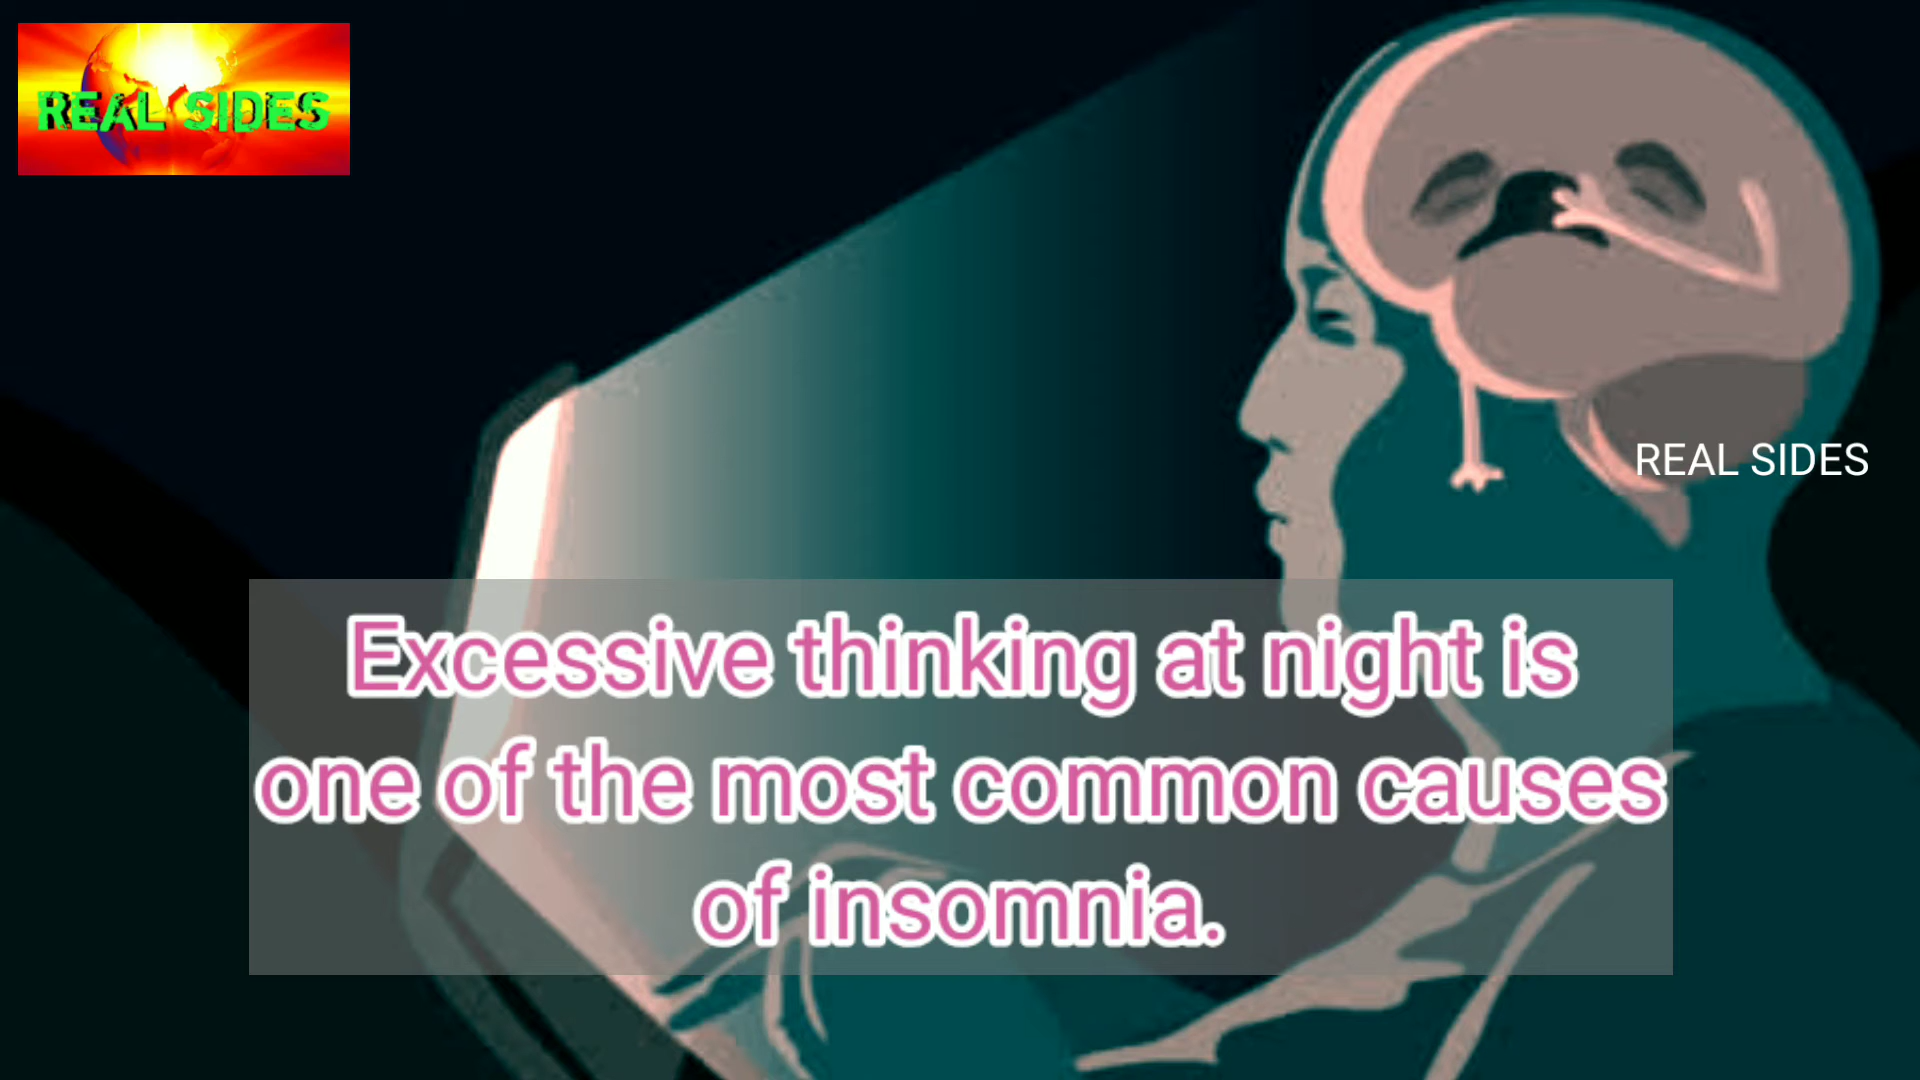 REAL SIDES
REAL SIDES
Excessive thinking at night is
one of the most common causes
of insomnia.